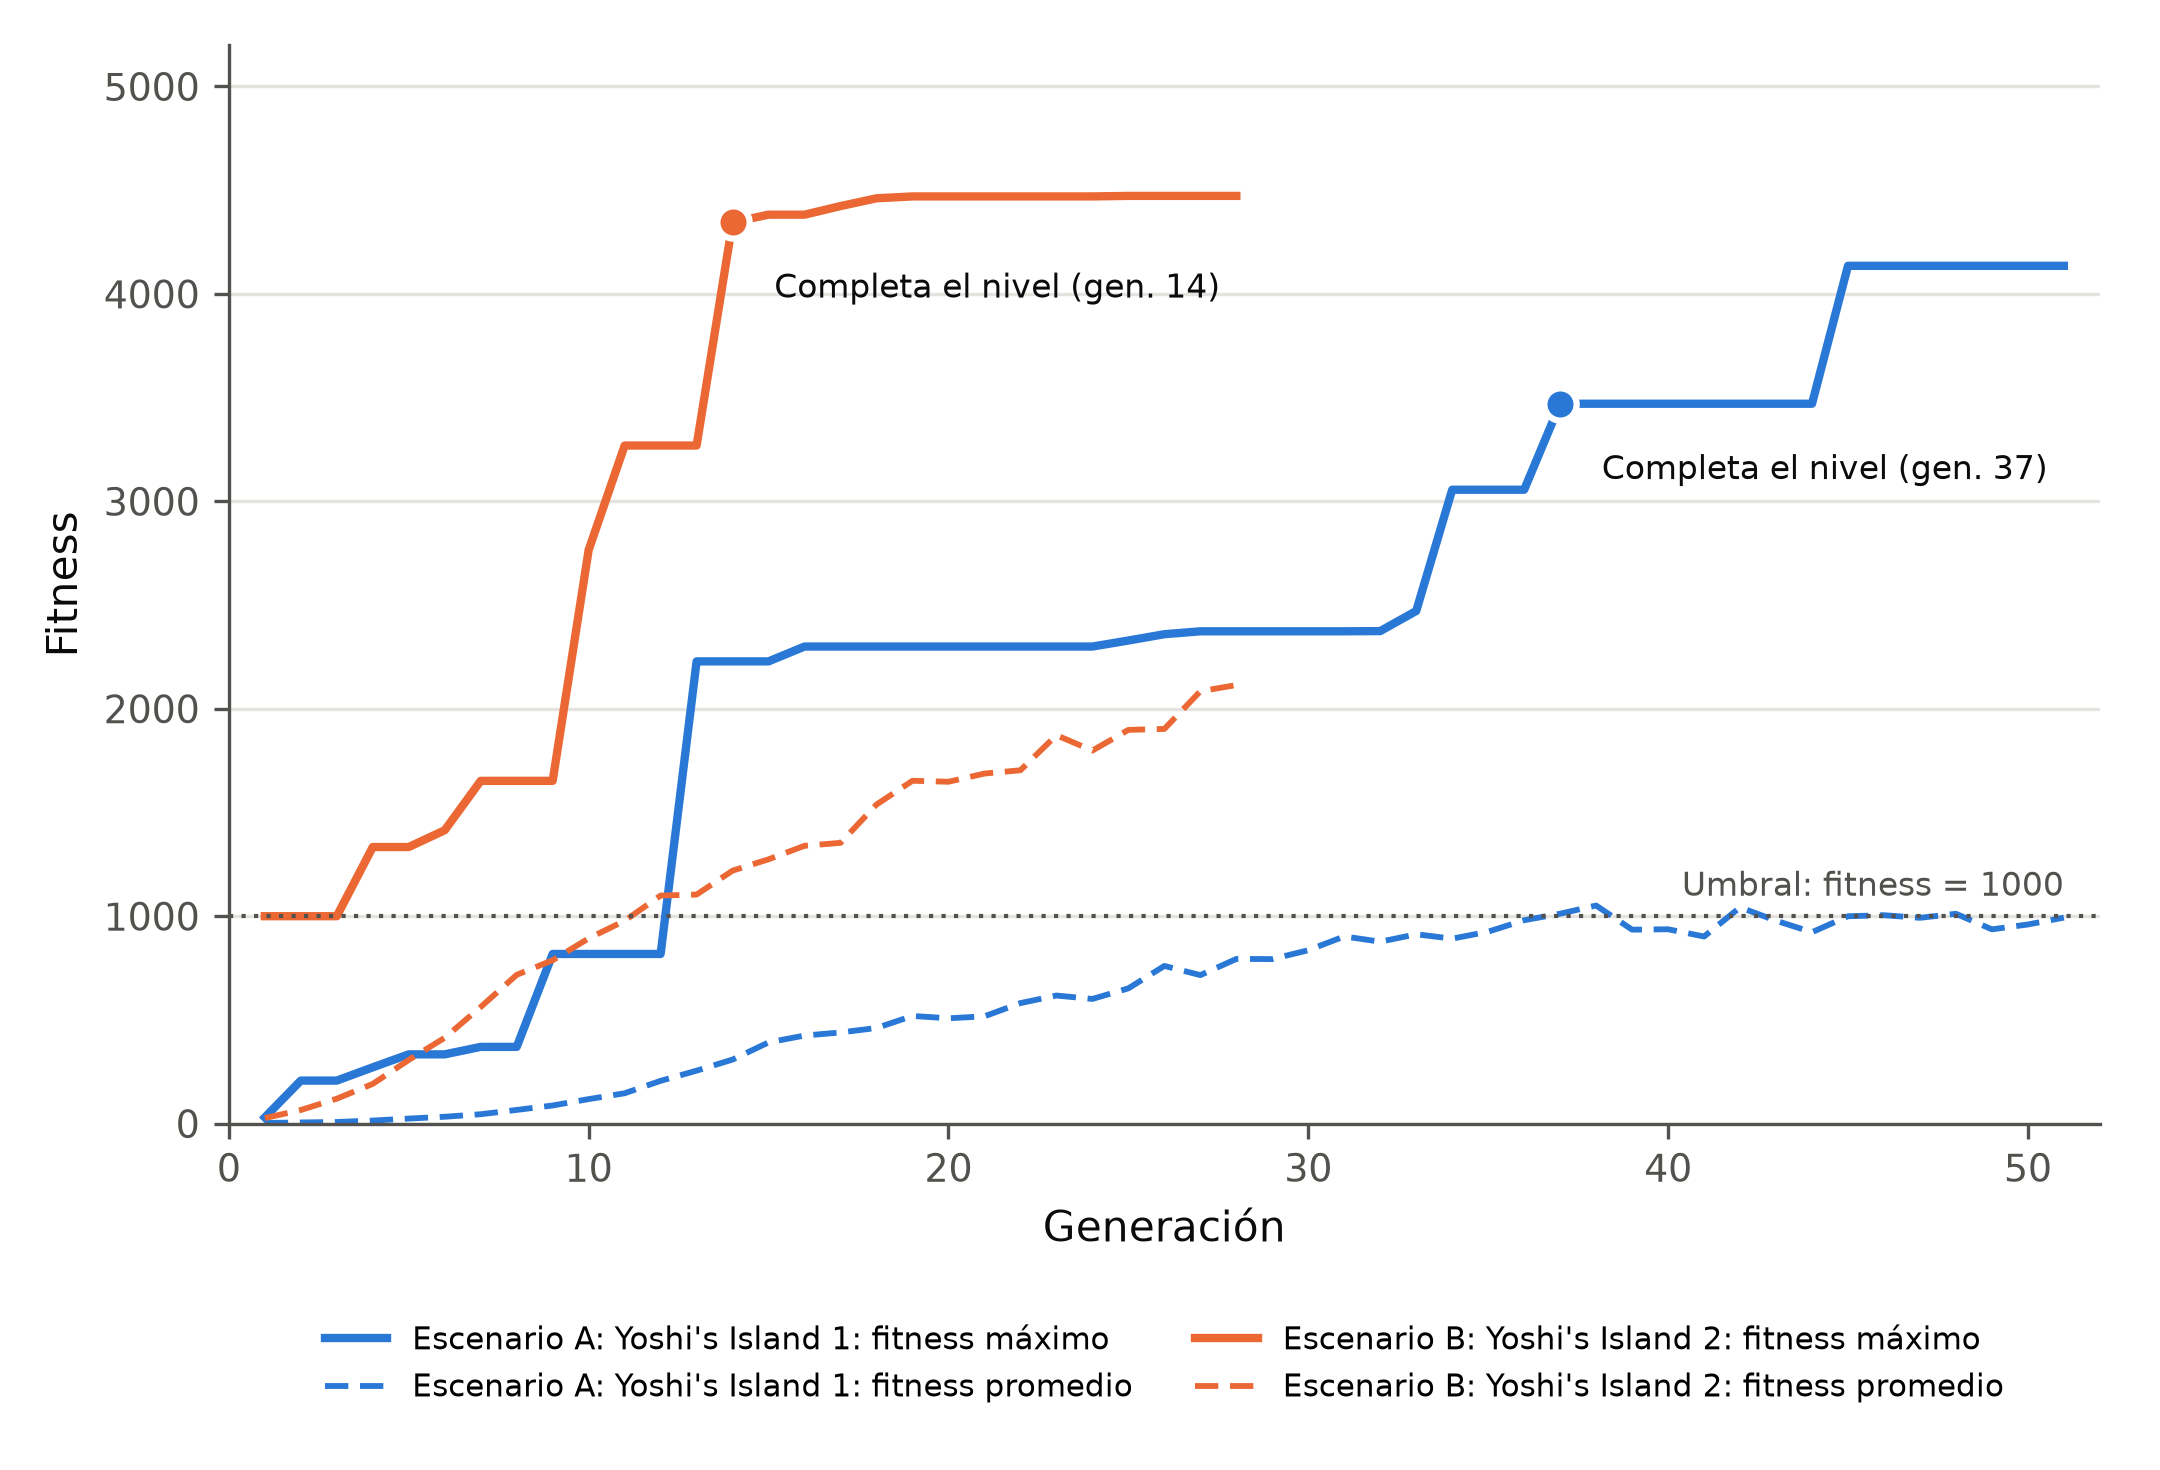 5000
4000
3000
2000
1000
0
Fitness
Completa el nivel (gen. 14)
Completa el nivel (gen. 37)
Umbral: fitness = 1000
0 10 20 30 40 50
Generación
Escenario A: Yoshi's Island 1: fitness máximo
Escenario A: Yoshi's Island 1: fitness promedio
Escenario B: Yoshi's Island 2: fitness máximo
Escenario B: Yoshi's Island 2: fitness promedio